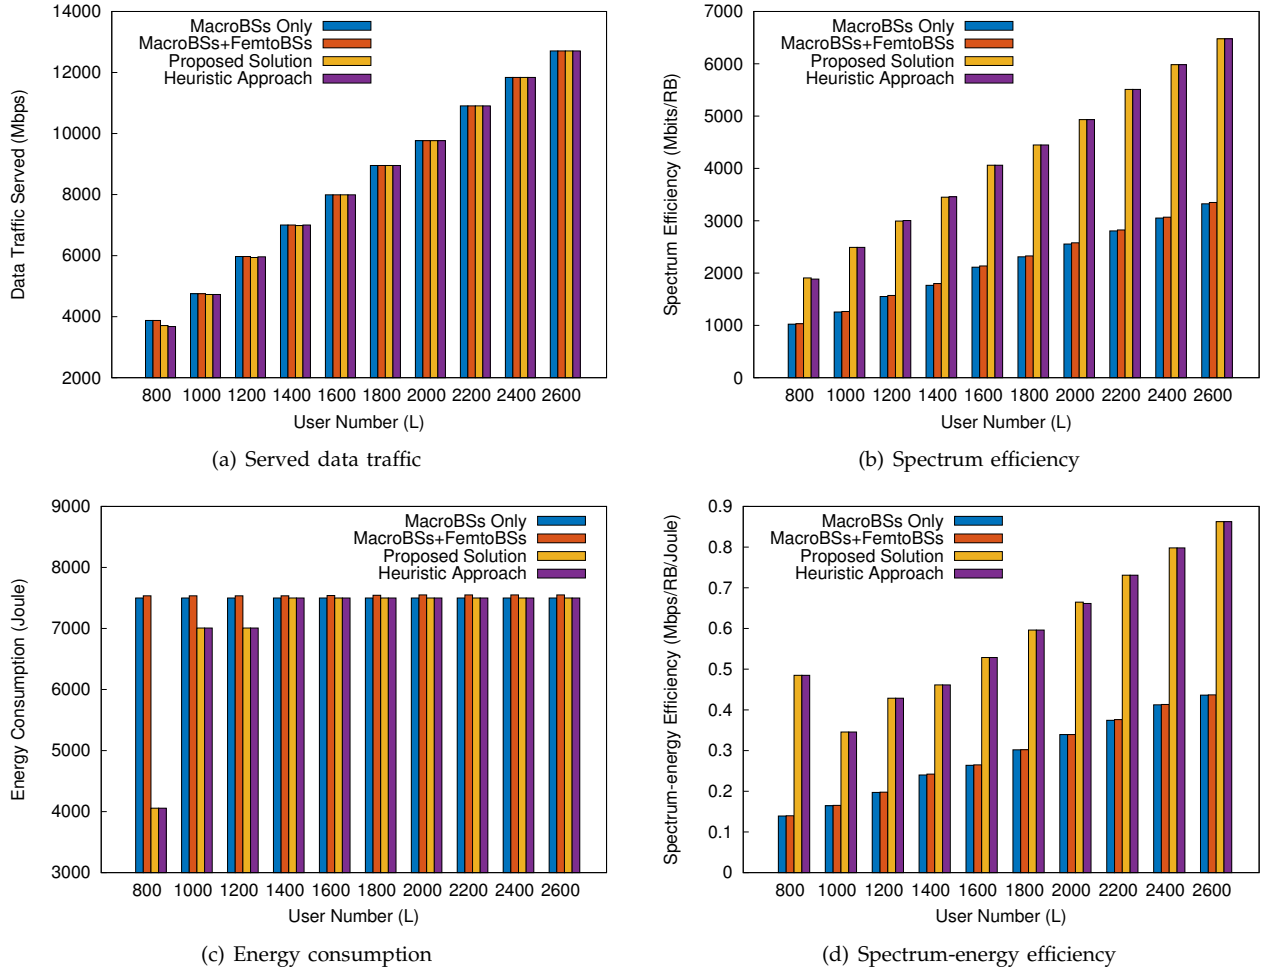 14000
12000
10000
8000
6000
4000
2000
Data Traffic Served (Mbps)
MacroBSs Only
MacroBSs+FemtoBSs
Proposed Solution
Heuristic Approach
800 1000 1200 1400 1600 1800 2000 2200 2400 2600
User Number (L)
(a) Served data traffic
7000
6000
5000
4000
3000
2000
1000
0
Spectrum Efficiency (Mbits/RB)
MacroBSs Only
MacroBSs+FemtoBSs
Proposed Solution
Heuristic Approach
800 1000 1200 1400 1600 1800 2000 2200 2400 2600
User Number (L)
(b) Spectrum efficiency
9000
8000
7000
6000
5000
4000
3000
Energy Consumption (Joule)
MacroBSs Only
MacroBSs+FemtoBSs
Proposed Solution
Heuristic Approach
800 1000 1200 1400 1600 1800 2000 2200 2400 2600
User Number (L)
(c) Energy consumption
0.9
0.8
0.7
0.6
0.5
0.4
0.3
0.2
0.1
0
Spectrum-energy Efficiency (Mbps/RB/Joule)
MacroBSs Only
MacroBSs+FemtoBSs
Proposed Solution
Heuristic Approach
800 1000 1200 1400 1600 1800 2000 2200 2400 2600
User Number (L)
(d) Spectrum-energy efficiency